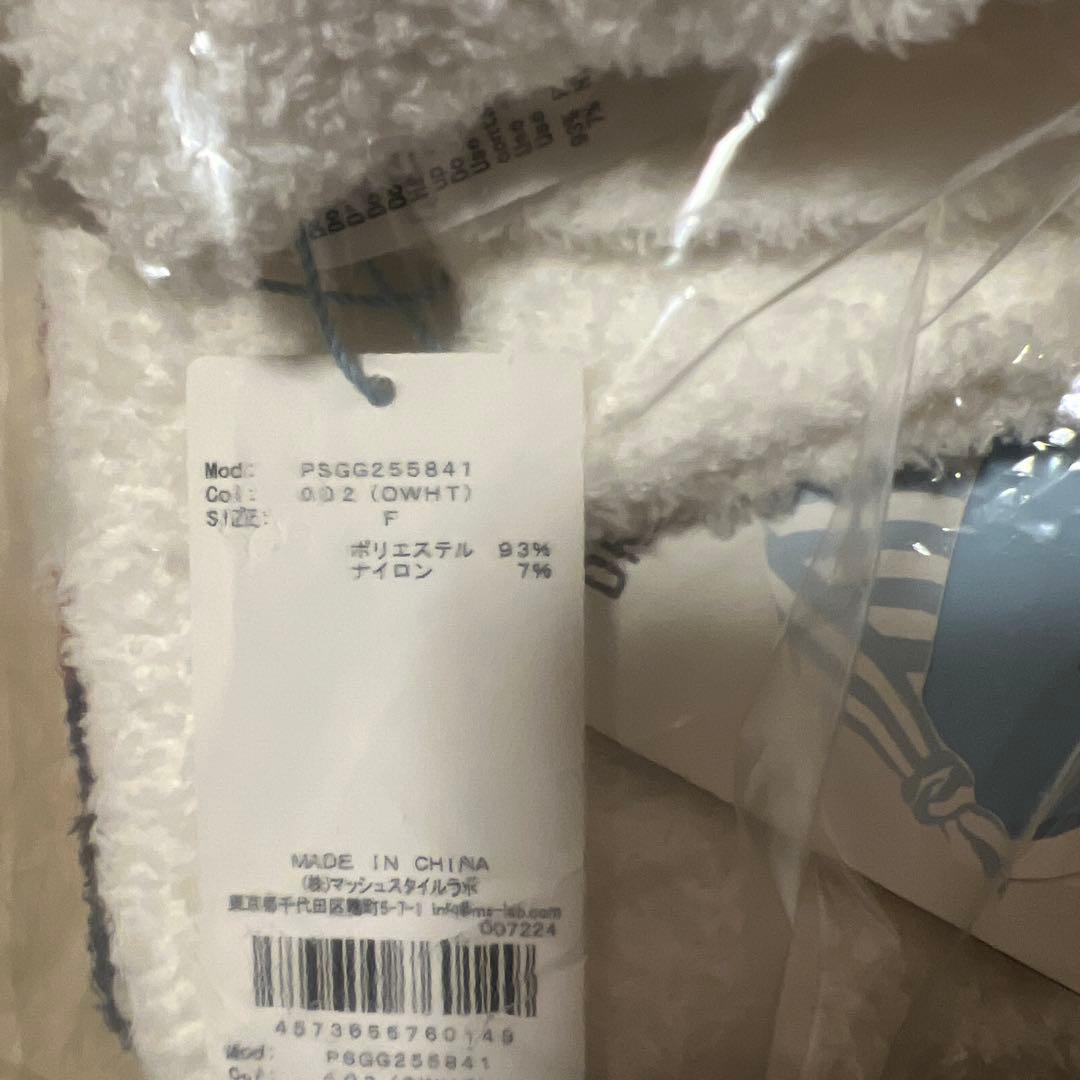 Mod: PSGG255841
Col: 002 (OWHT)
SIZE: F
ポリエステル 93%
ナイロン 7%
MADE IN CHINA
(株)マッシュスタイルラボ
東京都千代田区麹町5-7-1 info@ms-lab.com
007224
4573656760149
Mod: PSGG255841